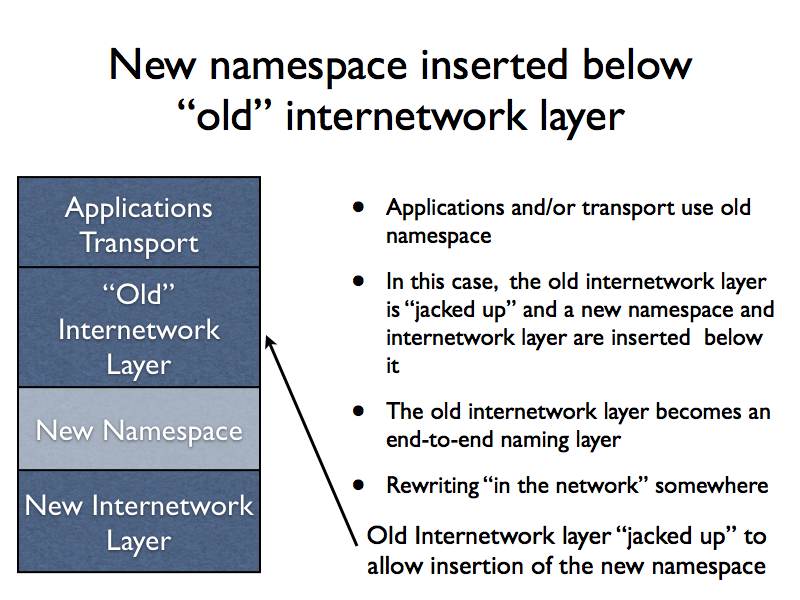 New namespace inserted below
“old” internetwork layer
Applications
Transport
“Old”
Internetwork
Layer
New Namespace
New Internetwork
Layer
• Applications and/or transport use old
namespace
• In this case, the old internetwork layer
is “jacked up” and a new namespace and
internetwork layer are inserted below
it
• The old internetwork layer becomes an
end-to-end naming layer
• Rewriting “in the network” somewhere
Old Internetwork layer “jacked up” to
allow insertion of the new namespace